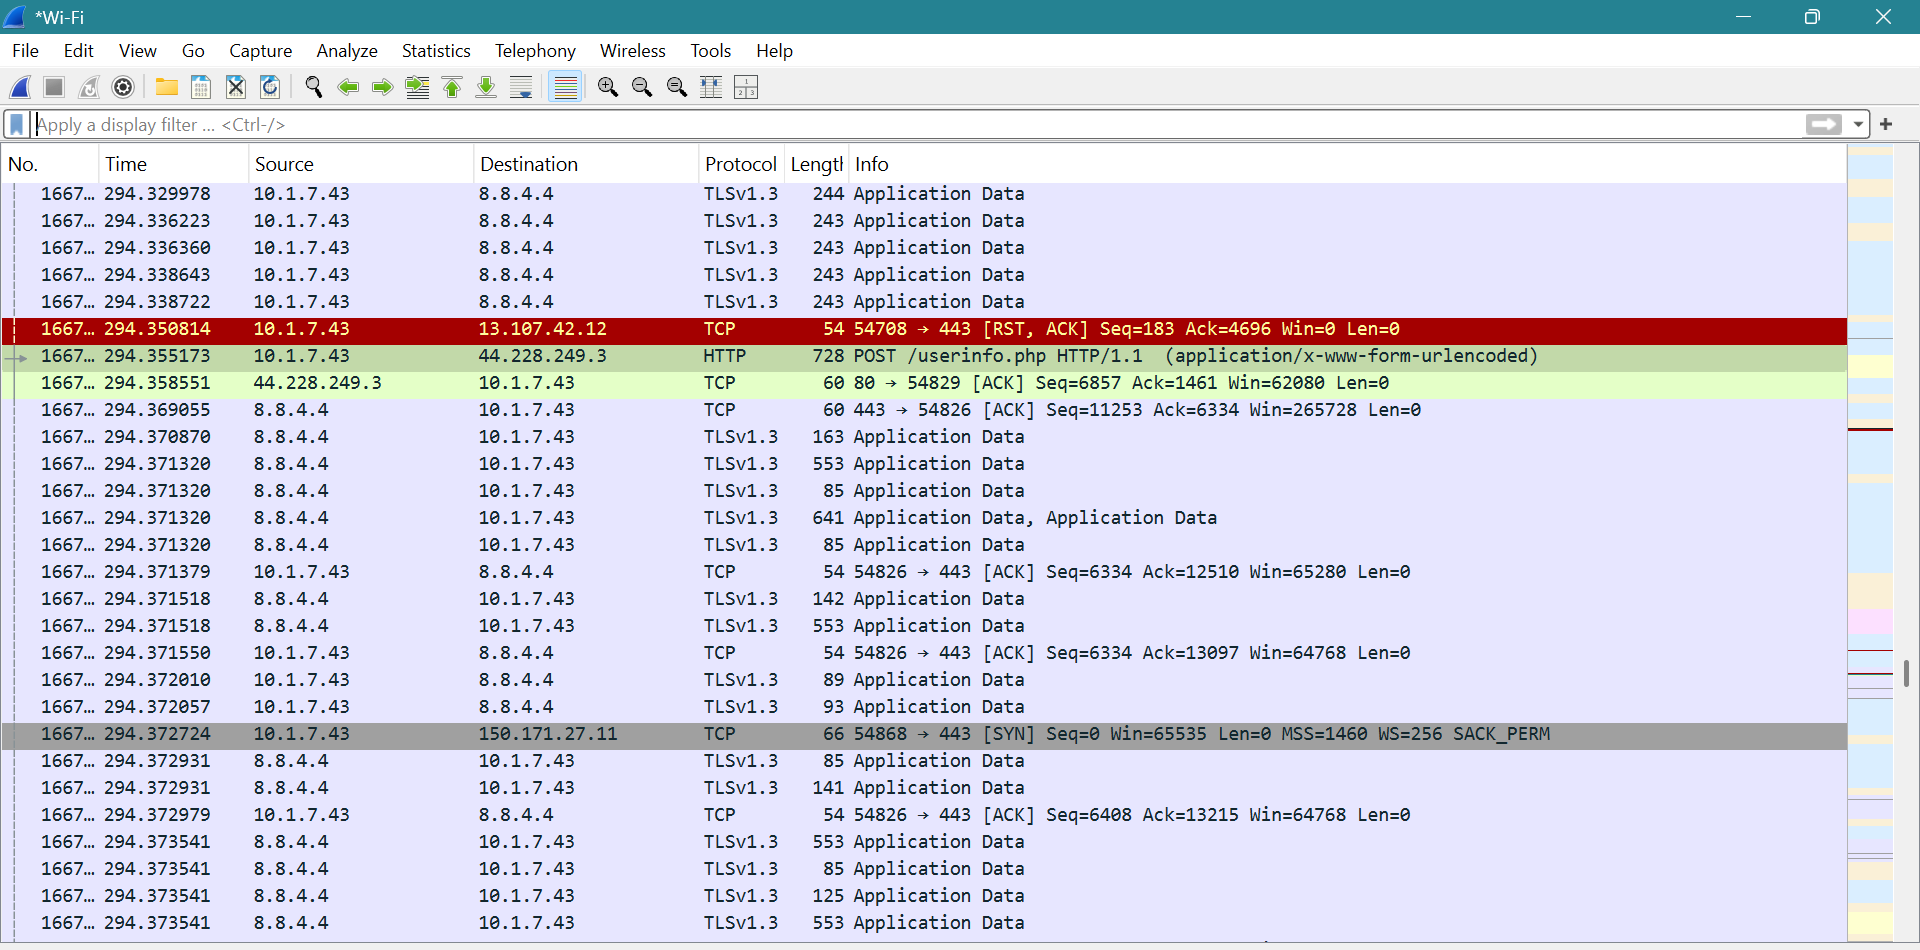 *Wi-Fi
File Edit View Go Capture Analyze Statistics Telephony Wireless Tools Help
Apply a display filter ... <Ctrl-/>
No. Time Source Destination Protocol Length Info
1667… 294.329978 10.1.7.43 8.8.4.4 TLSv1.3 244 Application Data
1667… 294.336223 10.1.7.43 8.8.4.4 TLSv1.3 243 Application Data
1667… 294.336360 10.1.7.43 8.8.4.4 TLSv1.3 243 Application Data
1667… 294.338643 10.1.7.43 8.8.4.4 TLSv1.3 243 Application Data
1667… 294.338722 10.1.7.43 8.8.4.4 TLSv1.3 243 Application Data
1667… 294.350814 10.1.7.43 13.107.42.12 TCP 54 54708 → 443 [RST, ACK] Seq=183 Ack=4696 Win=0 Len=0
1667… 294.355173 10.1.7.43 44.228.249.3 HTTP 728 POST /userinfo.php HTTP/1.1 (application/x-www-form-urlencoded)
1667… 294.358551 44.228.249.3 10.1.7.43 TCP 60 80 → 54829 [ACK] Seq=6857 Ack=1461 Win=62080 Len=0
1667… 294.369055 8.8.4.4 10.1.7.43 TCP 60 443 → 54826 [ACK] Seq=11253 Ack=6334 Win=265728 Len=0
1667… 294.370870 8.8.4.4 10.1.7.43 TLSv1.3 163 Application Data
1667… 294.371320 8.8.4.4 10.1.7.43 TLSv1.3 553 Application Data
1667… 294.371320 8.8.4.4 10.1.7.43 TLSv1.3 85 Application Data
1667… 294.371320 8.8.4.4 10.1.7.43 TLSv1.3 641 Application Data, Application Data
1667… 294.371320 8.8.4.4 10.1.7.43 TLSv1.3 85 Application Data
1667… 294.371379 10.1.7.43 8.8.4.4 TCP 54 54826 → 443 [ACK] Seq=6334 Ack=12510 Win=65280 Len=0
1667… 294.371518 8.8.4.4 10.1.7.43 TLSv1.3 142 Application Data
1667… 294.371518 8.8.4.4 10.1.7.43 TLSv1.3 553 Application Data
1667… 294.371550 10.1.7.43 8.8.4.4 TCP 54 54826 → 443 [ACK] Seq=6334 Ack=13097 Win=64768 Len=0
1667… 294.372010 10.1.7.43 8.8.4.4 TLSv1.3 89 Application Data
1667… 294.372057 10.1.7.43 8.8.4.4 TLSv1.3 93 Application Data
1667… 294.372724 10.1.7.43 150.171.27.11 TCP 66 54868 → 443 [SYN] Seq=0 Win=65535 Len=0 MSS=1460 WS=256 SACK_PERM
1667… 294.372931 8.8.4.4 10.1.7.43 TLSv1.3 85 Application Data
1667… 294.372931 8.8.4.4 10.1.7.43 TLSv1.3 141 Application Data
1667… 294.372979 10.1.7.43 8.8.4.4 TCP 54 54826 → 443 [ACK] Seq=6408 Ack=13215 Win=64768 Len=0
1667… 294.373541 8.8.4.4 10.1.7.43 TLSv1.3 553 Application Data
1667… 294.373541 8.8.4.4 10.1.7.43 TLSv1.3 85 Application Data
1667… 294.373541 8.8.4.4 10.1.7.43 TLSv1.3 125 Application Data
1667… 294.373541 8.8.4.4 10.1.7.43 TLSv1.3 553 Application Data